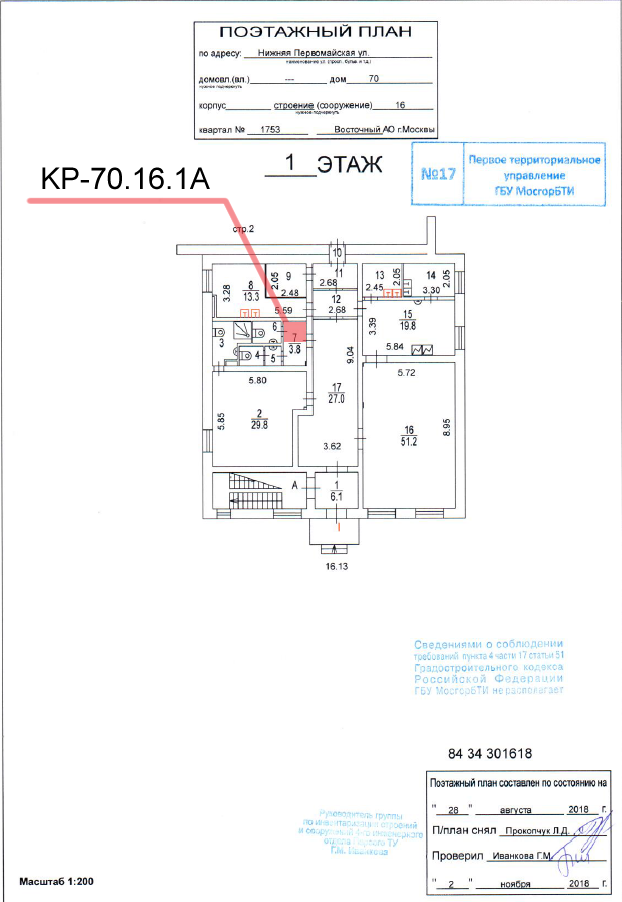 ПОЭТАЖНЫЙ ПЛАН
по адресу: Нижняя Первомайская ул.
наименование ул. (просп. бульв. и т.д.)
домовл.(вл.) --- дом 70
нужное подчеркнуть
корпус строение (сооружение) 16
нужное подчеркнуть
квартал № 1753 Восточный АО г.Москвы
1 ЭТАЖ
№17
Первое территориальное
управление
ГБУ МосгорБТИ
КР-70.16.1А
стр.2
10
8
13.3
3.28
9
2.05
2.48
5.59
11
2.68
12
2.68
13
2.45
2.05
14
3.30
2.05
15
19.8
3.39
5.84
3
6
7
3.8
4
5
9.04
5.80
5.72
2
29.8
5.85
17
27.0
3.62
16
51.2
8.95
А
1
6.1
I
16.13
Сведениями о соблюдении
требований пункта 4 части 17 статьи 51
Градостроительного кодекса
Российской Федерации
ГБУ МосгорБТИ не располагает
84 34 301618
Поэтажный план составлен по состоянию на
" 28 " августа 2018 г.
П/план снял Прокопчук Л.Д.
Проверил Иванкова Г.М.
" 2 " ноября 2018 г.
Руководитель группы
по инвентаризации строений
и сооружений 4-го инженерного
отдела Первого ТУ
Г.М. Иванкова
Масштаб 1:200